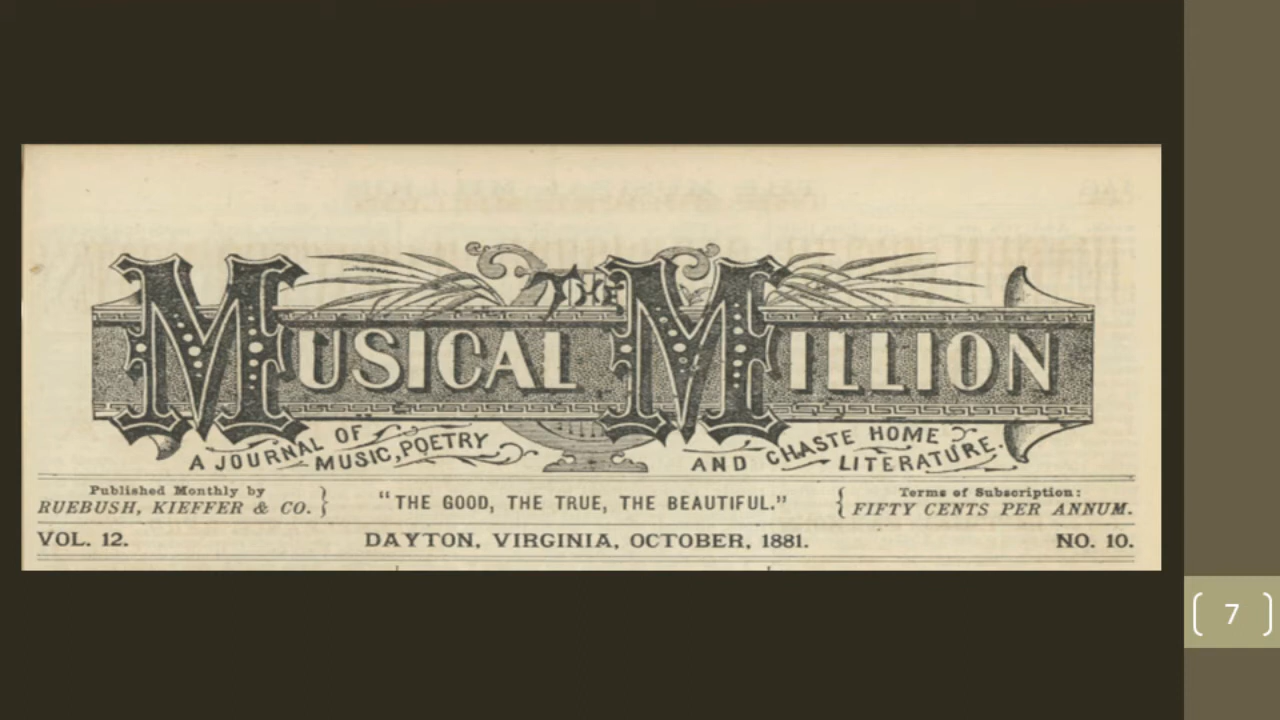 THE
MUSICAL MILLION
A JOURNAL OF MUSIC, POETRY AND CHASTE HOME LITERATURE.
Published Monthly by
RUEBUSH, KIEFFER & CO.
"THE GOOD, THE TRUE, THE BEAUTIFUL."
Terms of Subscription:
FIFTY CENTS PER ANNUM.
VOL. 12. DAYTON, VIRGINIA, OCTOBER, 1881. NO. 10.
7